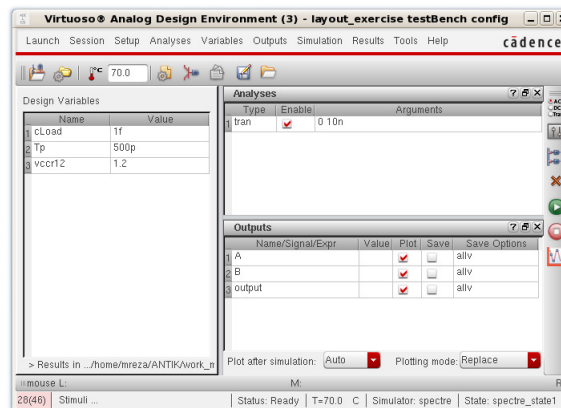 Virtuoso® Analog Design Environment (3) - layout_exercise testBench config
Launch Session Setup Analyses Variables Outputs Simulation Results Tools Help cādence
°C 70.0
Design Variables
Name Value
1 cLoad 1f
2 Tp 500p
3 vccr12 1.2
> Results in .../home/mreza/ANTIK/work_m
Analyses
Type Enable Arguments
1 tran 0 10n
Outputs
Name/Signal/Expr Value Plot Save Save Options
1 A allv
2 B allv
3 output allv
Plot after simulation: Auto Plotting mode: Replace
AC
DC
Tra
mouse L: M: R
28(46) Stimuli ... Status: Ready T=70.0 C Simulator: spectre State: spectre_state1